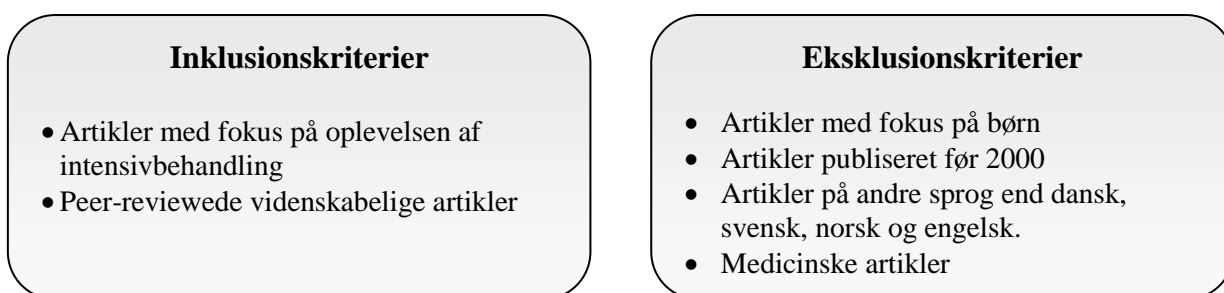 Inklusionskriterier
• Artikler med fokus på oplevelsen af
intensivbehandling
• Peer-reviewede videnskabelige artikler
Eksklusionskriterier
• Artikler med fokus på børn
• Artikler publiseret før 2000
• Artikler på andre sprog end dansk,
svensk, norsk og engelsk.
• Medicinske artikler